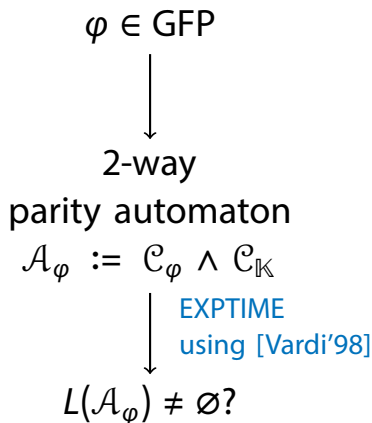 φ ∈ GFP
2-way
parity automaton
𝒜_φ := 𝒞_φ ∧ 𝒞_𝕂
EXPTIME
using [Vardi'98]
L(𝒜_φ) ≠ ∅?